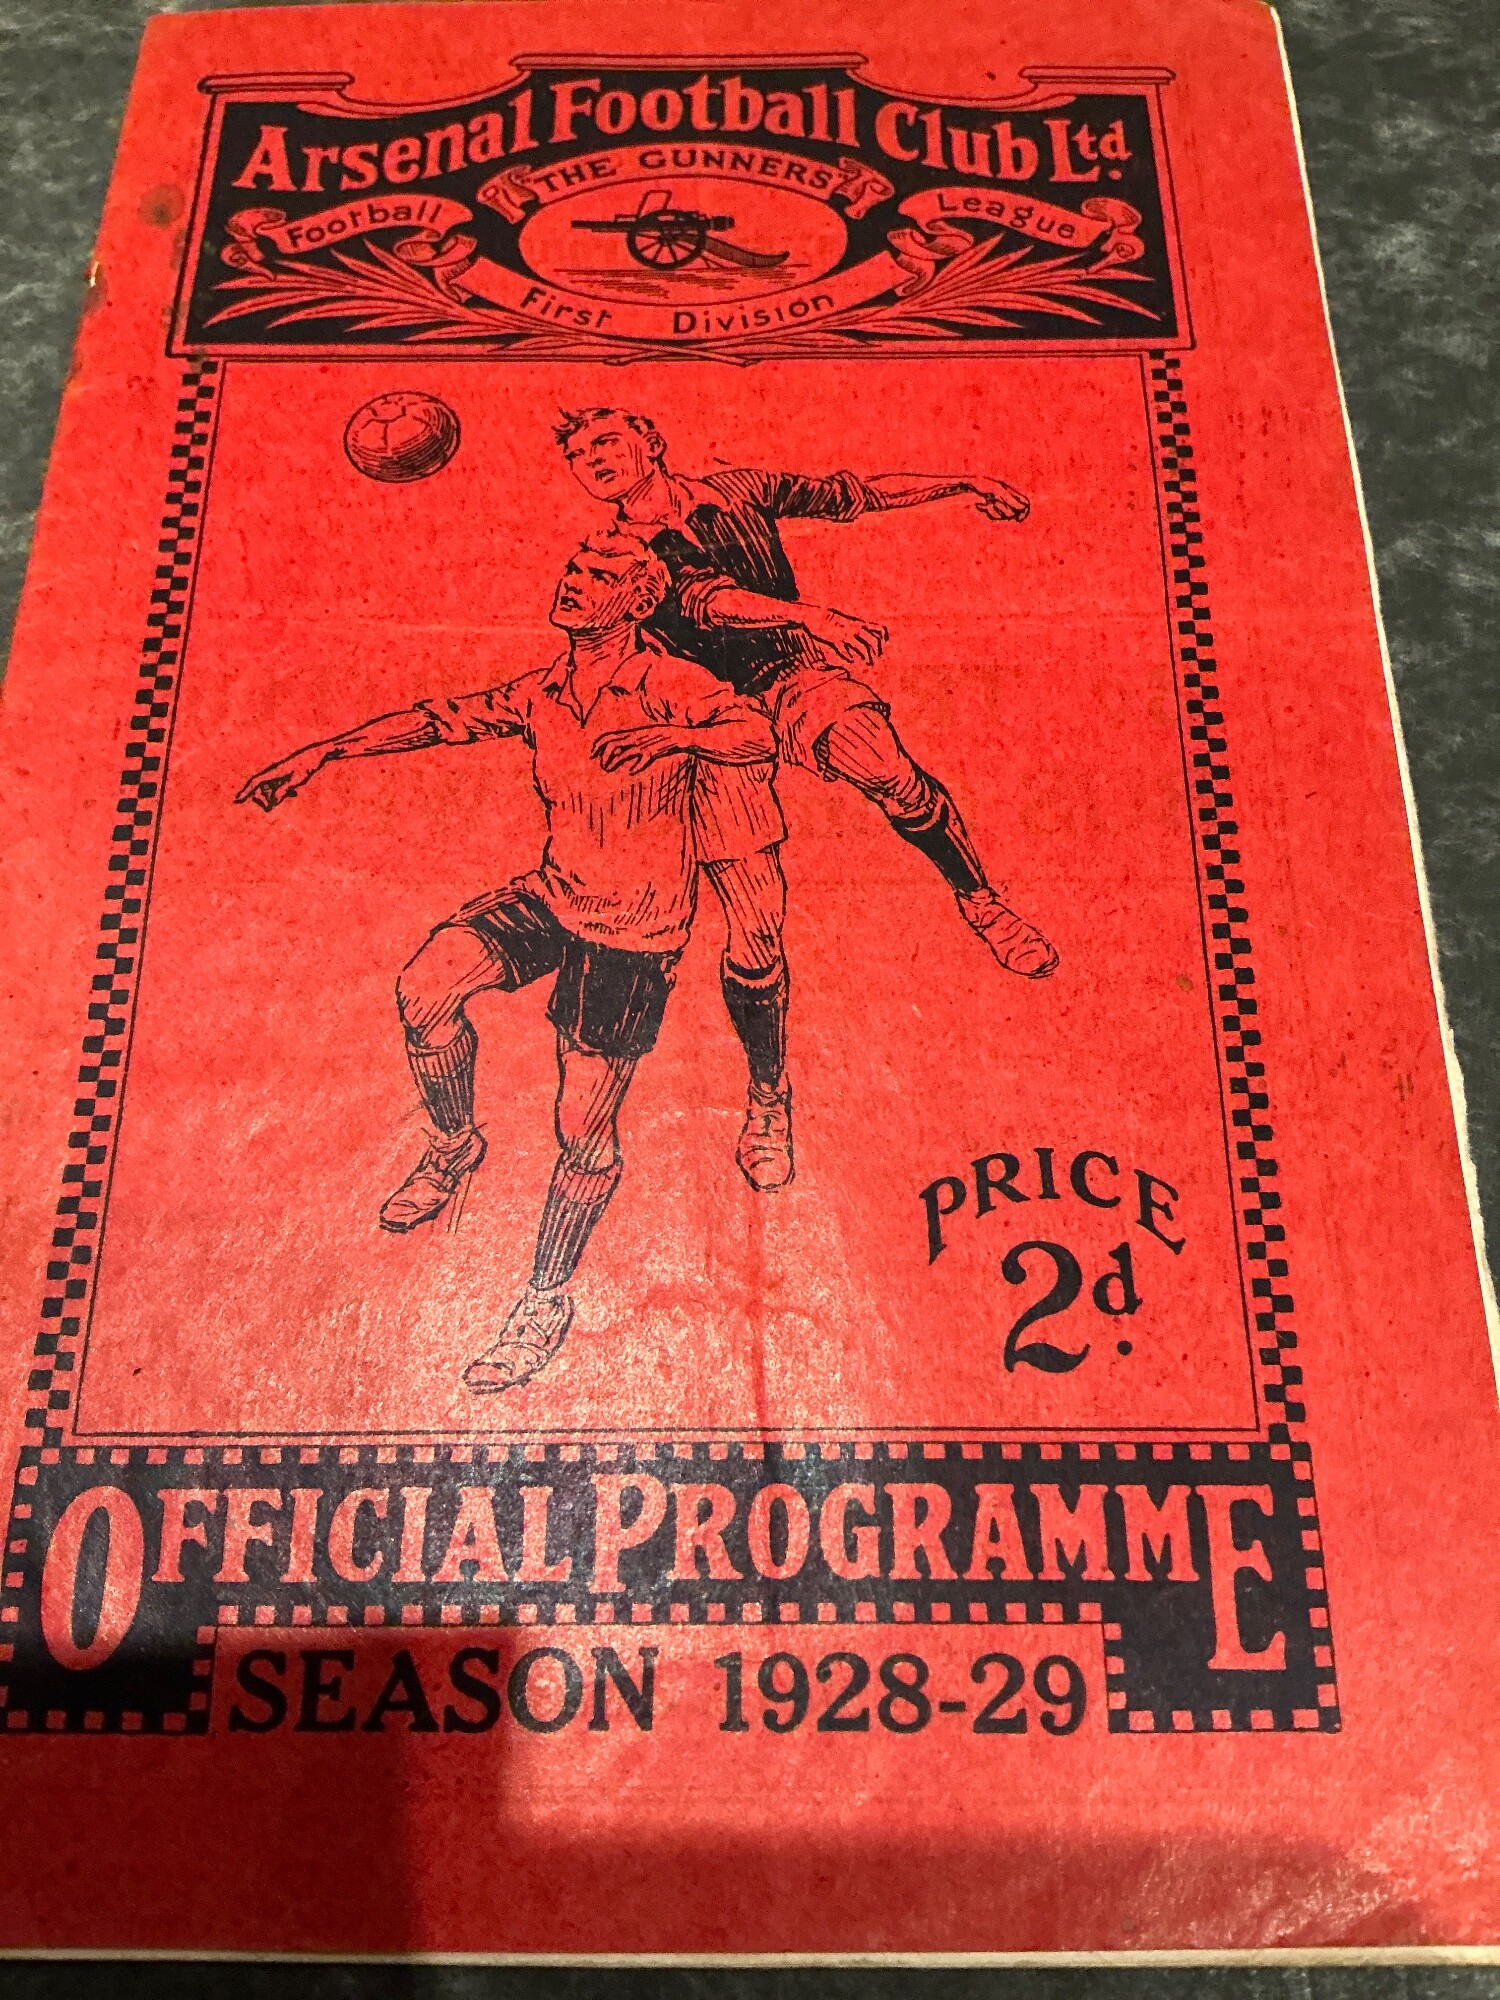 Arsenal Football Club Ltd.
THE GUNNERS
Football League
First Division
PRICE
2d.
OFFICIAL PROGRAMME
SEASON 1928-29